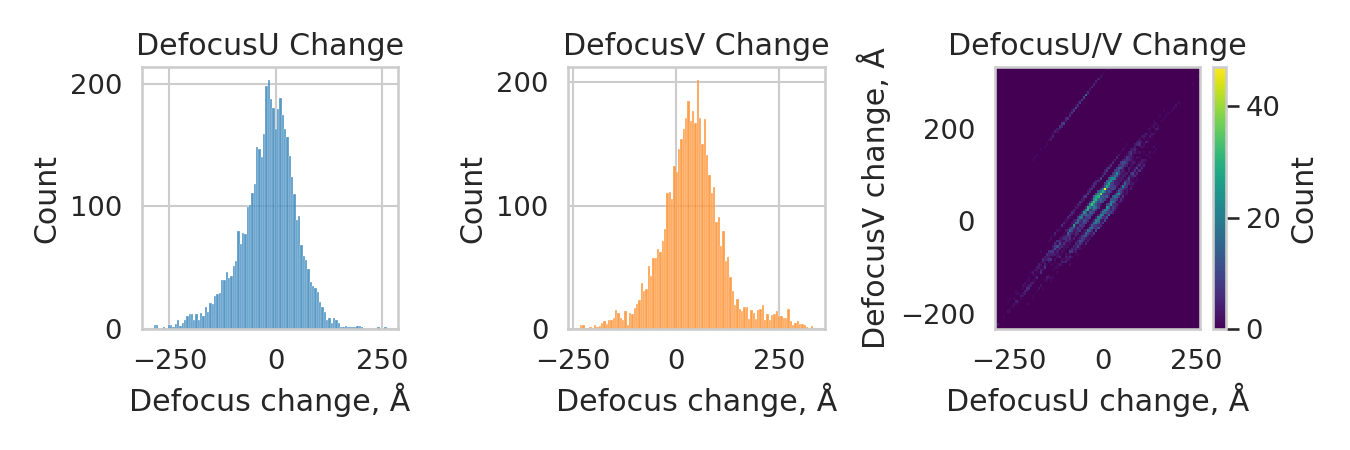 DefocusU Change
200
100
0
Count
−250 0 250
Defocus change, Å
DefocusV Change
200
100
0
Count
−250 0 250
Defocus change, Å
DefocusU/V Change
200
0
−200
DefocusV change, Å
−250 0 250
DefocusU change, Å
40
20
0
Count